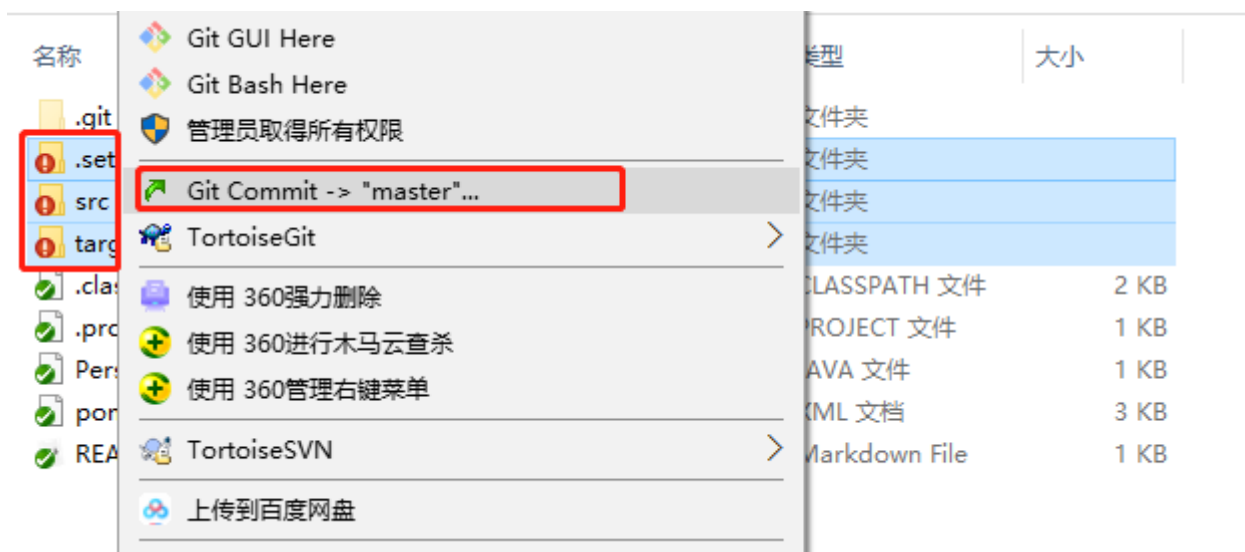 名称
类型
大小
.git
文件夹
.set
文件夹
src
文件夹
targ
文件夹
.clas
CLASSPATH 文件
2 KB
.pro
PROJECT 文件
1 KB
Pers
JAVA 文件
1 KB
pom
XML 文档
3 KB
REA
Markdown File
1 KB
Git GUI Here
Git Bash Here
管理员取得所有权限
Git Commit -> "master"...
TortoiseGit
使用 360强力删除
使用 360进行木马云查杀
使用 360管理右键菜单
TortoiseSVN
上传到百度网盘